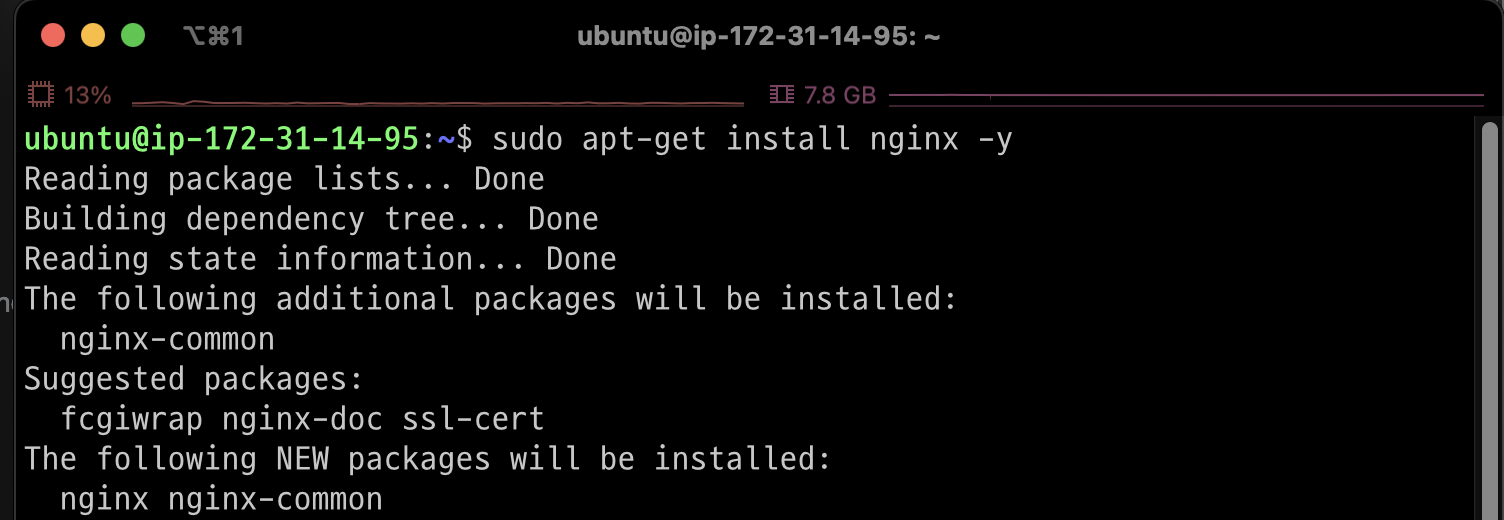 ⌥⌘1 ubuntu@ip-172-31-14-95: ~
13% 7.8 GB
ubuntu@ip-172-31-14-95:~$ sudo apt-get install nginx -y
Reading package lists... Done
Building dependency tree... Done
Reading state information... Done
The following additional packages will be installed:
  nginx-common
Suggested packages:
  fcgiwrap nginx-doc ssl-cert
The following NEW packages will be installed:
  nginx nginx-common